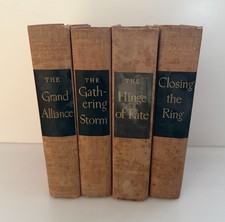 THE
Grand
Alliance
THE
Gath-
ering
Storm
THE
Hinge
of Fate
Closing
the
Ring